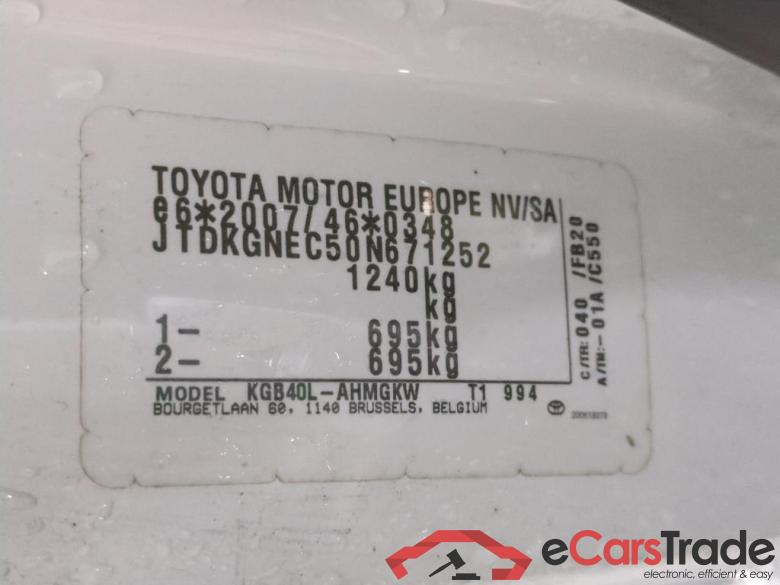 TOYOTA MOTOR EUROPE NV/SA
e6*2007/46*0348
JTDKGNEC50N671252
1240kg
kg
1- 695kg
2- 695kg
C/TR: 040 /FB20
A/TM: -01A /C550
MODEL KGB40L-AHMGKW T1 994
BOURGETLAAN 60, 1140 BRUSSELS, BELGIUM
eCarsTrade
electronic, efficient & easy